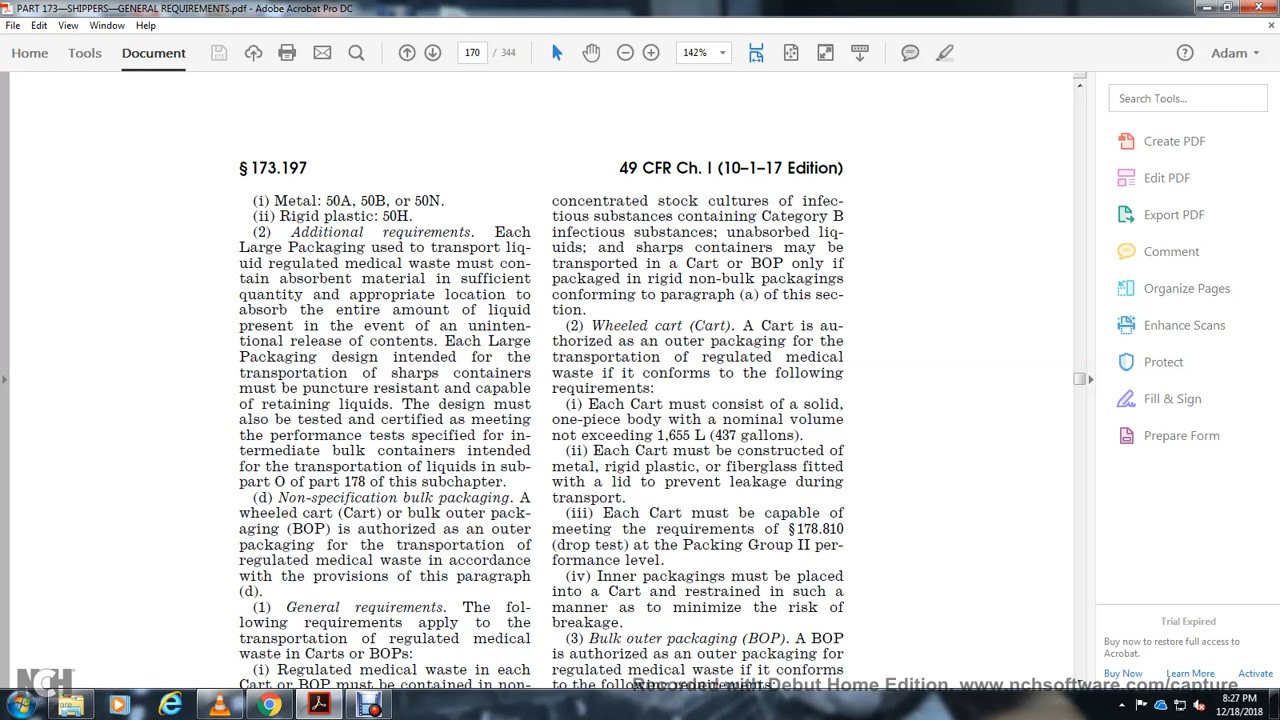 PART 173—SHIPPERS—GENERAL REQUIREMENTS.pdf - Adobe Acrobat Pro DC
File Edit View Window Help
Home Tools Document 170 / 344 142% Adam
Search Tools...
Create PDF
Edit PDF
Export PDF
Comment
Organize Pages
Enhance Scans
Protect
Fill & Sign
Prepare Form
Trial Expired
Buy now to restore full access to
Acrobat.
Buy Now Learn More Activate
§ 173.197
49 CFR Ch. I (10–1–17 Edition)
(i) Metal: 50A, 50B, or 50N.
(ii) Rigid plastic: 50H.
(2) Additional requirements. Each
Large Packaging used to transport liq-
uid regulated medical waste must con-
tain absorbent material in sufficient
quantity and appropriate location to
absorb the entire amount of liquid
present in the event of an uninten-
tional release of contents. Each Large
Packaging design intended for the
transportation of sharps containers
must be puncture resistant and capable
of retaining liquids. The design must
also be tested and certified as meeting
the performance tests specified for in-
termediate bulk containers intended
for the transportation of liquids in sub-
part O of part 178 of this subchapter.
(d) Non-specification bulk packaging. A
wheeled cart (Cart) or bulk outer pack-
aging (BOP) is authorized as an outer
packaging for the transportation of
regulated medical waste in accordance
with the provisions of this paragraph
(d).
(1) General requirements. The fol-
lowing requirements apply to the
transportation of regulated medical
waste in Carts or BOPs:
(i) Regulated medical waste in each
Cart or BOP must be contained in non-
concentrated stock cultures of infec-
tious substances containing Category B
infectious substances; unabsorbed liq-
uids; and sharps containers may be
transported in a Cart or BOP only if
packaged in rigid non-bulk packagings
conforming to paragraph (a) of this sec-
tion.
(2) Wheeled cart (Cart). A Cart is au-
thorized as an outer packaging for the
transportation of regulated medical
waste if it conforms to the following
requirements:
(i) Each Cart must consist of a solid,
one-piece body with a nominal volume
not exceeding 1,655 L (437 gallons).
(ii) Each Cart must be constructed of
metal, rigid plastic, or fiberglass fitted
with a lid to prevent leakage during
transport.
(iii) Each Cart must be capable of
meeting the requirements of §178.810
(drop test) at the Packing Group II per-
formance level.
(iv) Inner packagings must be placed
into a Cart and restrained in such a
manner as to minimize the risk of
breakage.
(3) Bulk outer packaging (BOP). A BOP
is authorized as an outer packaging for
regulated medical waste if it conforms
to the following requirements:
Recorded with Debut Home Edition. www.nchsoftware.com/capture
NCH
8:27 PM
12/18/2018